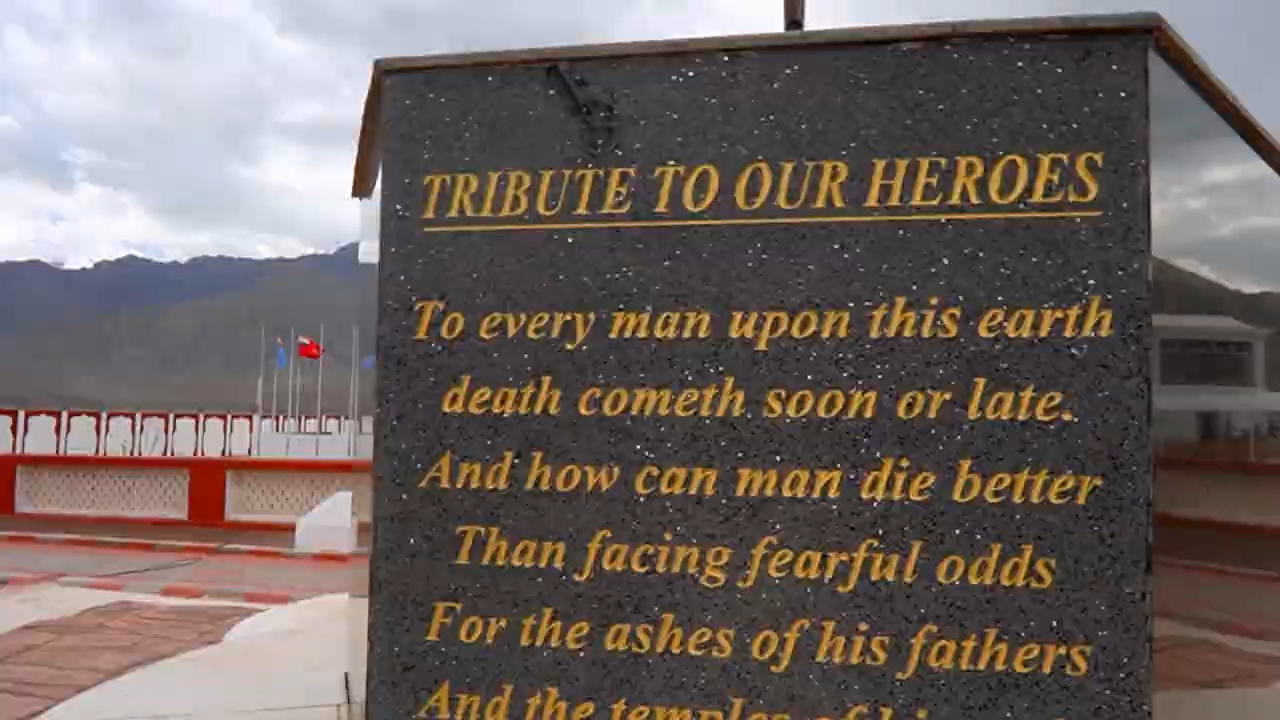 TRIBUTE TO OUR HEROES
To every man upon this earth
death cometh soon or late.
And how can man die better
Than facing fearful odds
For the ashes of his fathers
And the temples of